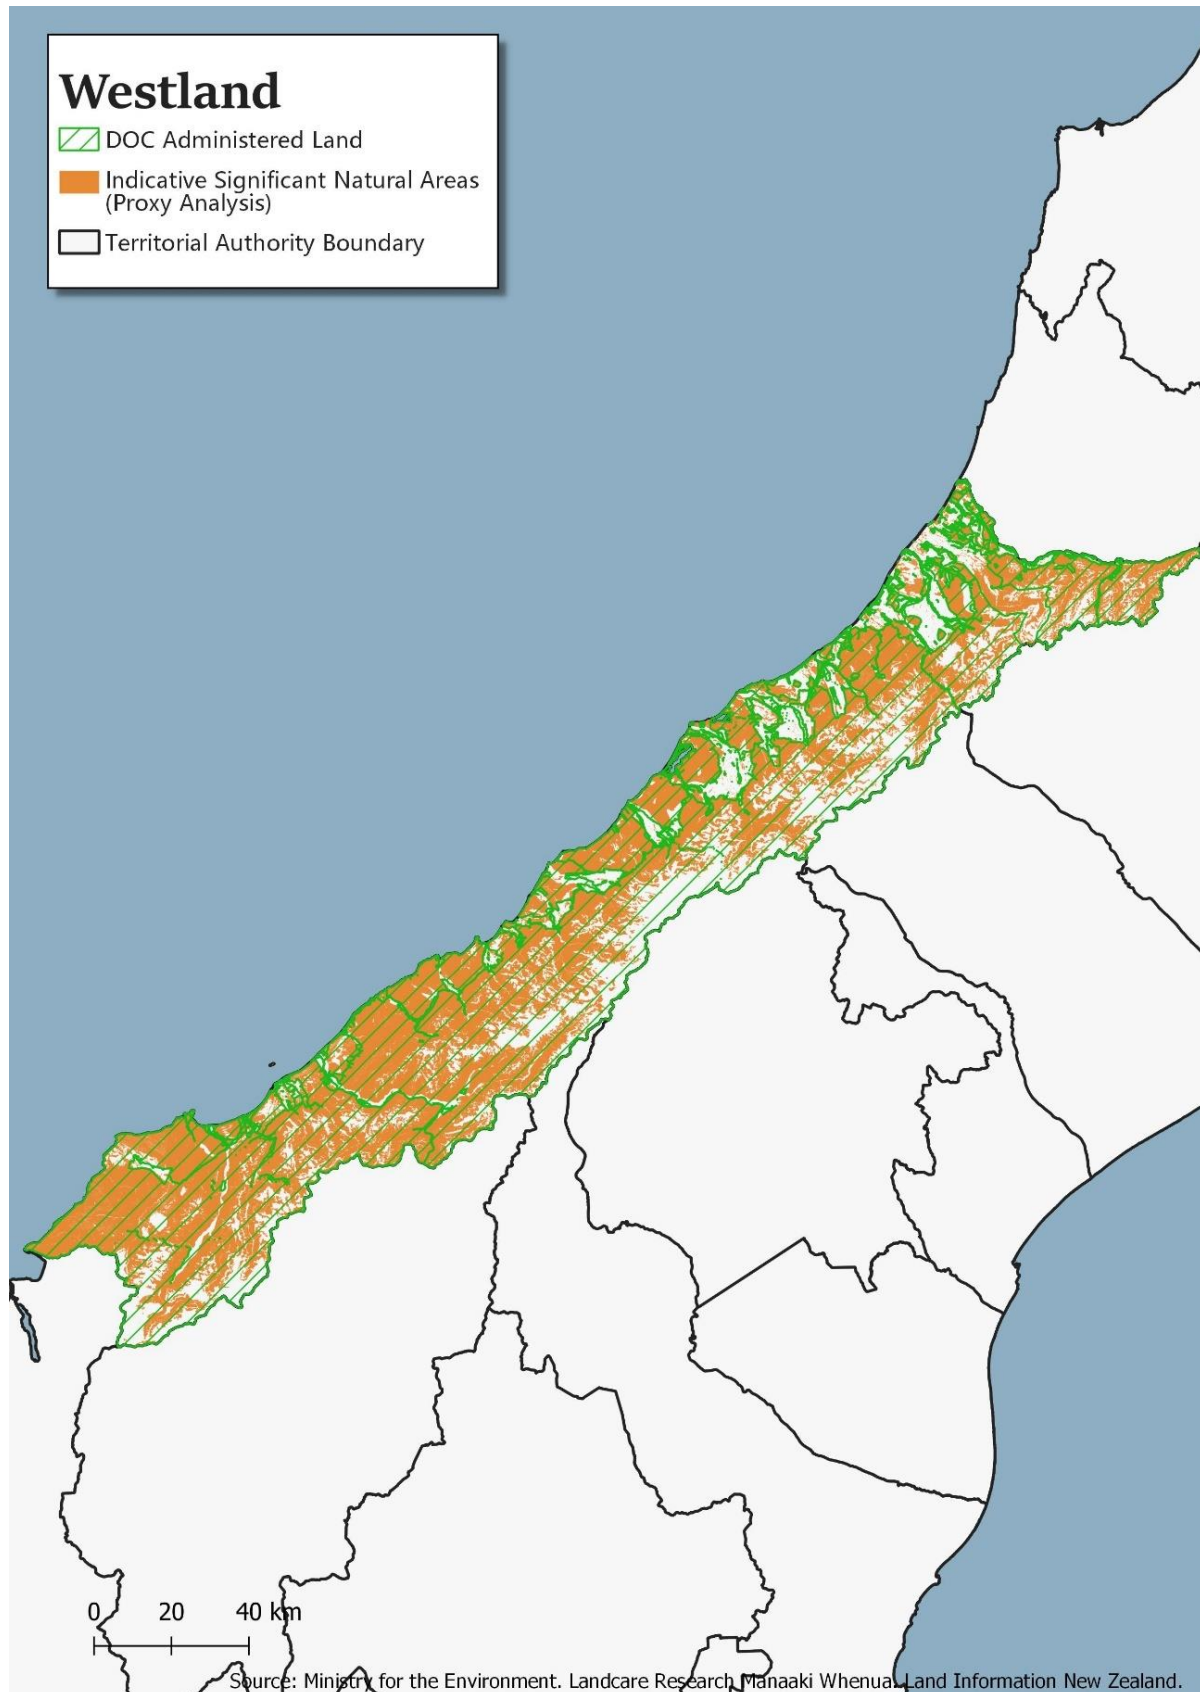 Westland
DOC Administered Land
Indicative Significant Natural Areas
(Proxy Analysis)
Territorial Authority Boundary
0 20 40 km
Source: Ministry for the Environment. Landcare Research Manaaki Whenua. Land Information New Zealand.